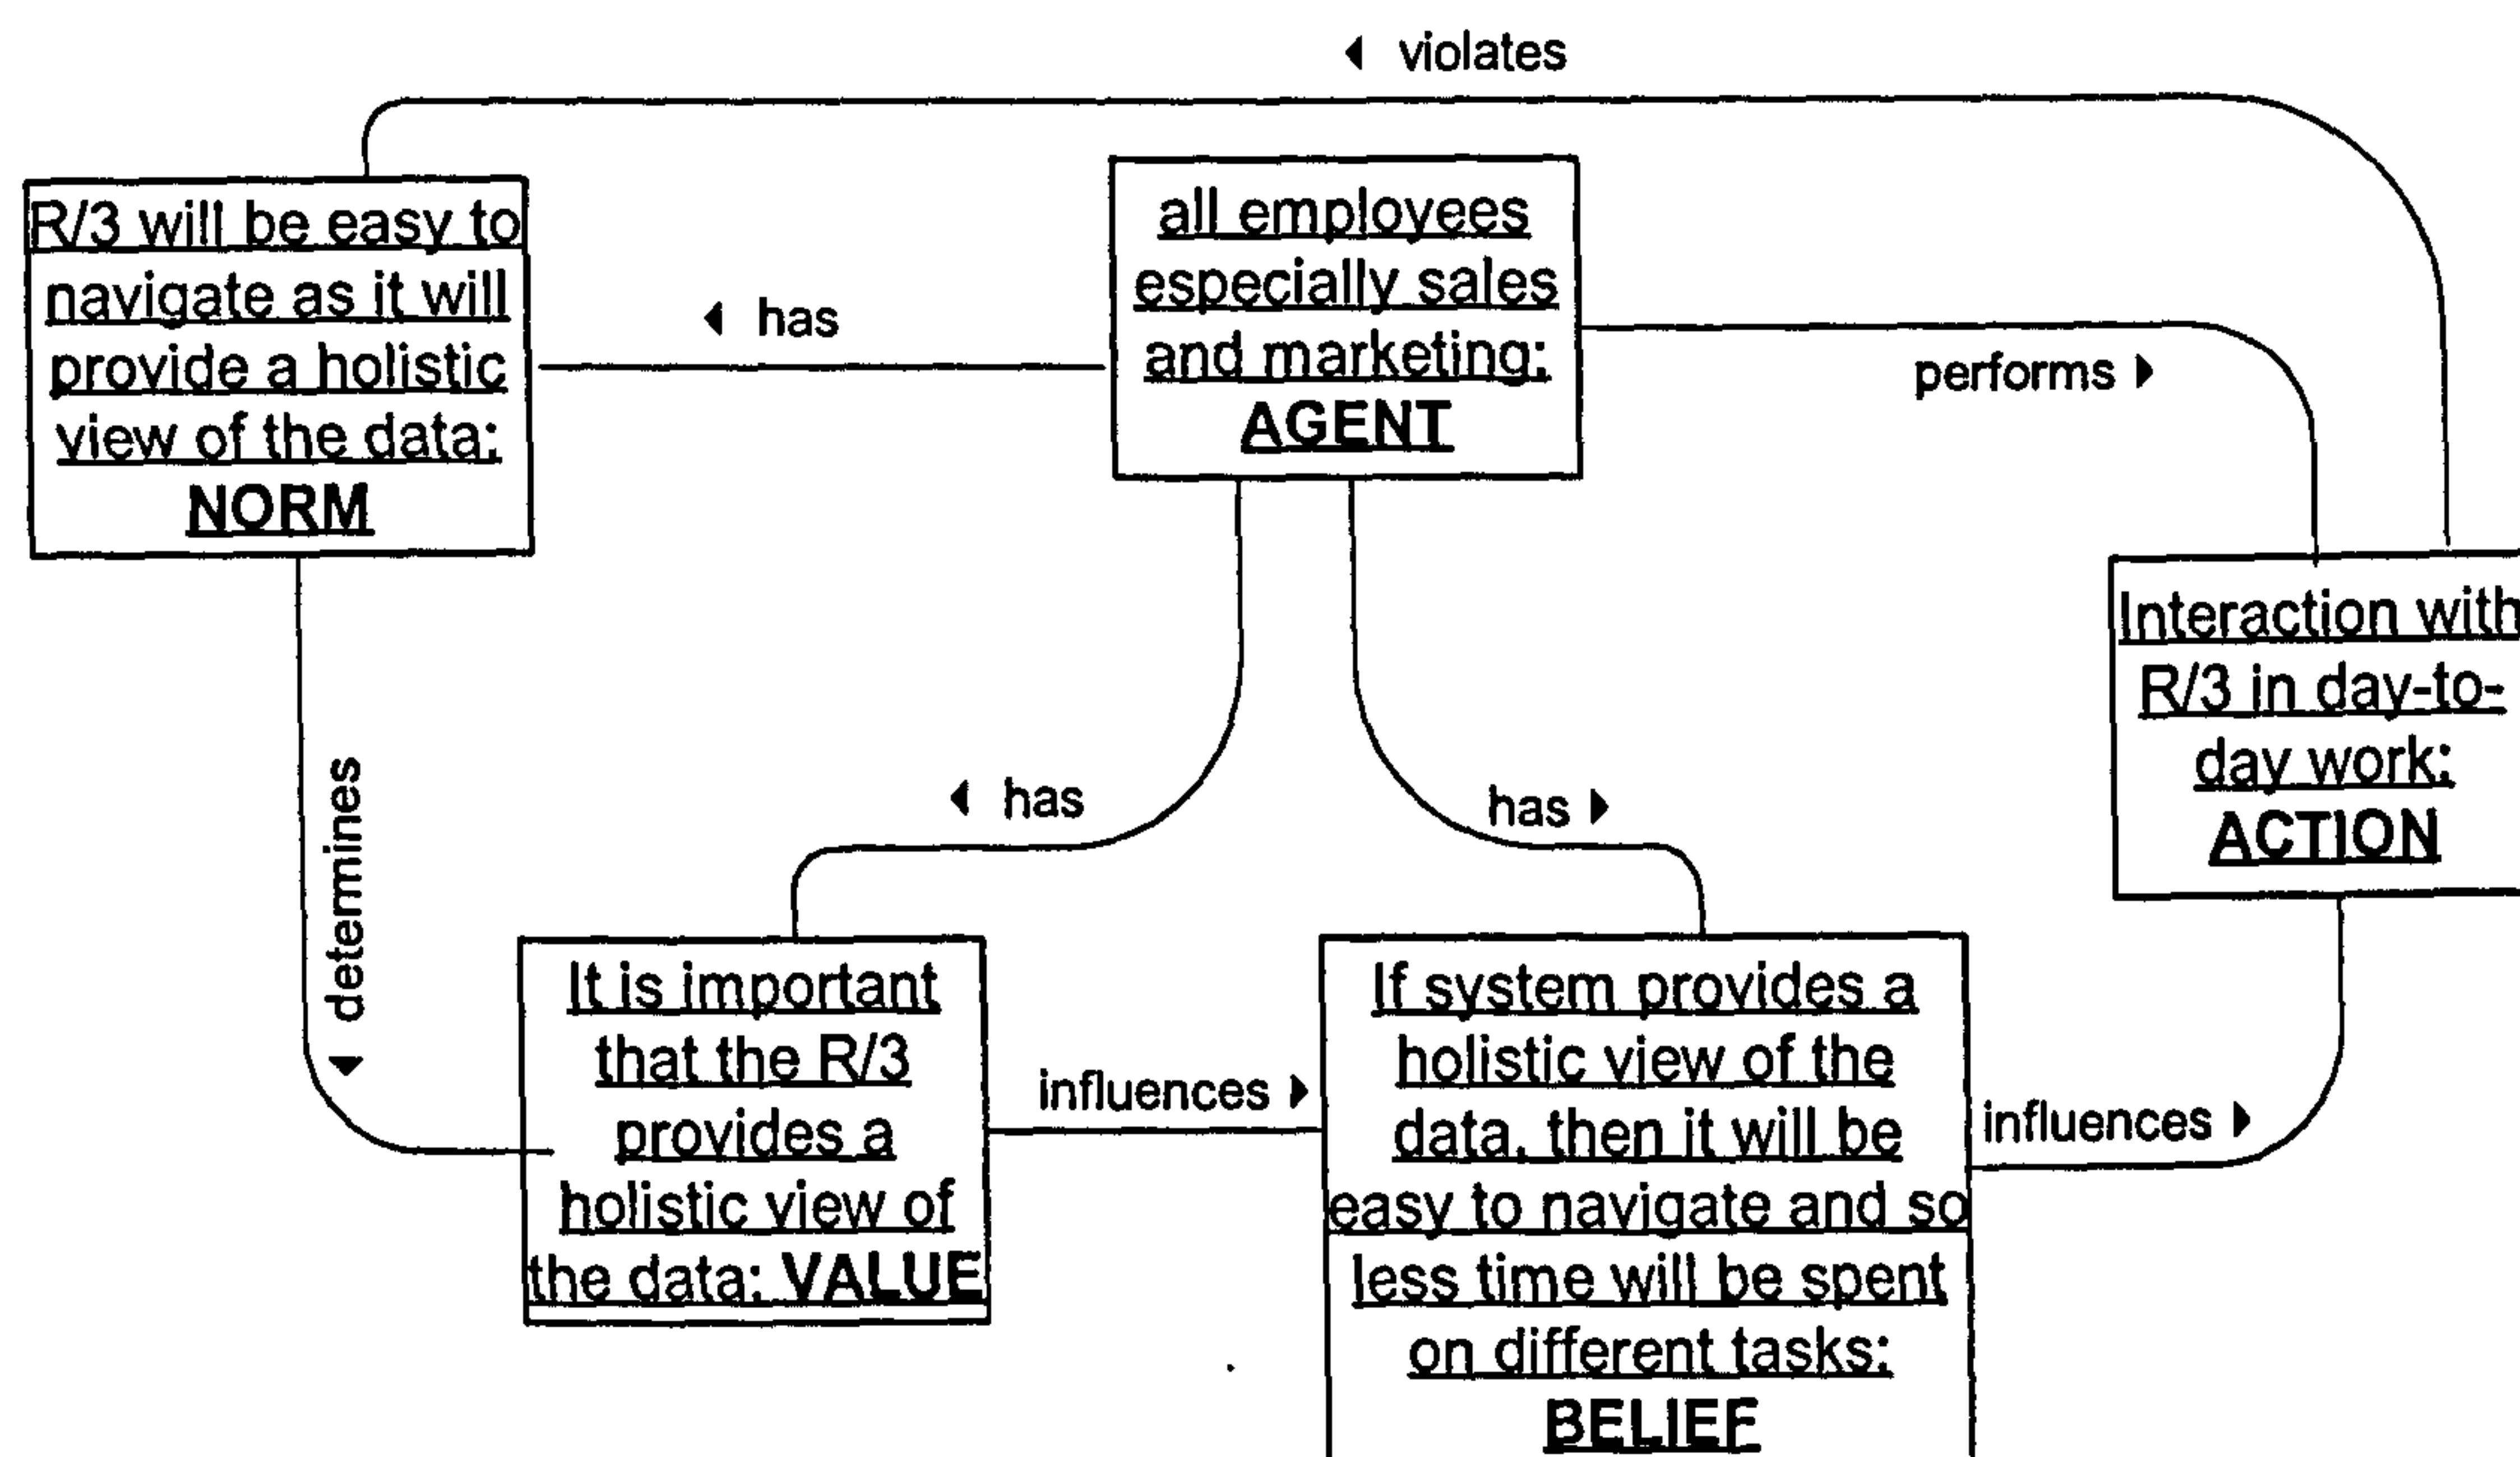 violates
R/3 will be easy to
navigate as it will
provide a holistic
view of the data:
NORM
has
all employees
especially sales
and marketing:
AGENT
performs
Interaction with
R/3 in day-to-
day work:
ACTION
determines
has
has
It is important
that the R/3
provides a
holistic view of
the data: VALUE
influences
If system provides a
holistic view of the
data, then it will be
easy to navigate and so
less time will be spent
on different tasks:
BELIEF
influences